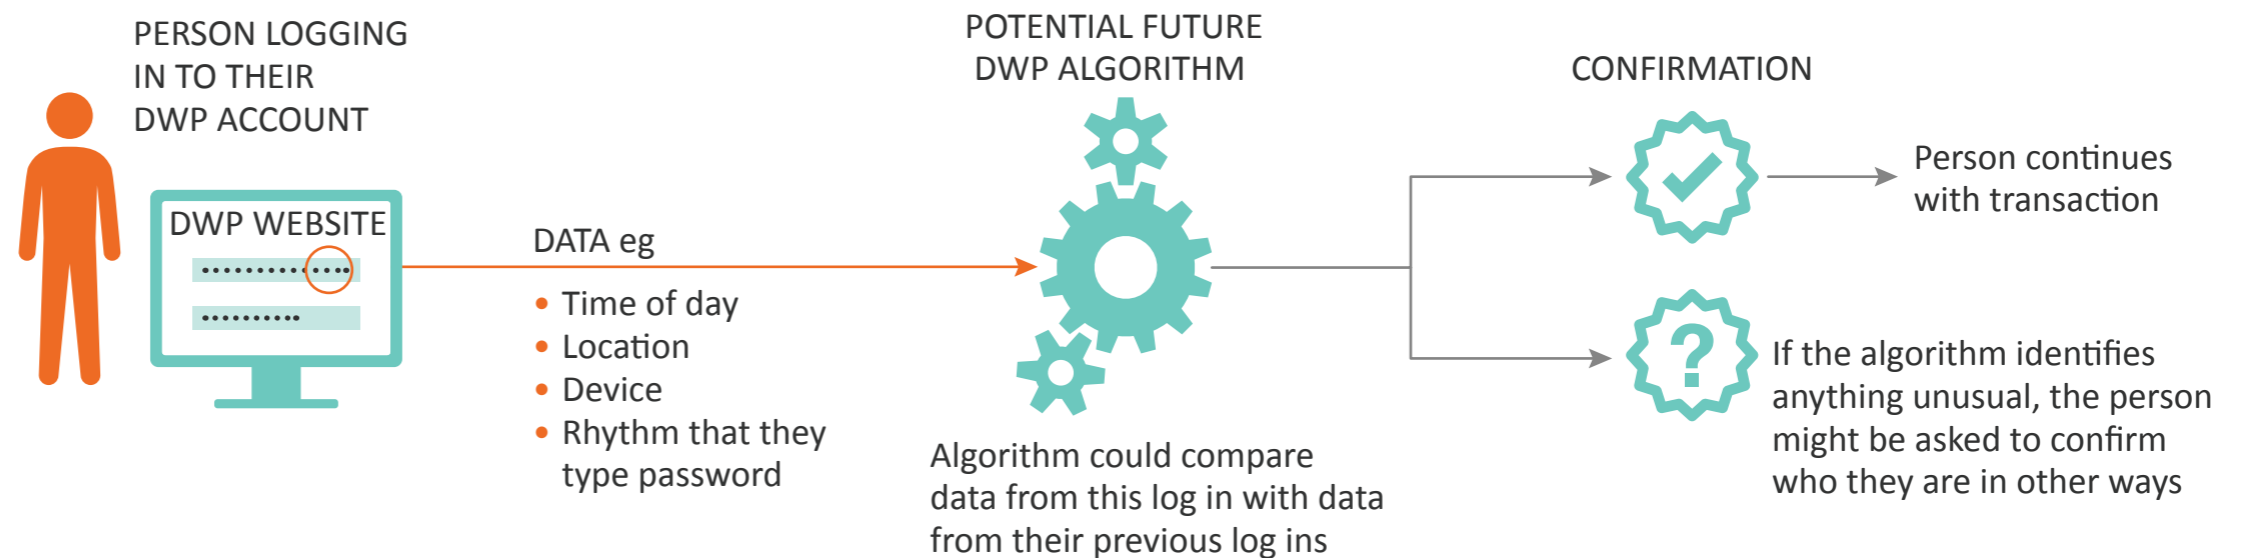 PERSON LOGGING
IN TO THEIR
DWP ACCOUNT
DWP WEBSITE
DATA eg
• Time of day
• Location
• Device
• Rhythm that they
type password
POTENTIAL FUTURE
DWP ALGORITHM
Algorithm could compare
data from this log in with data
from their previous log ins
CONFIRMATION
Person continues
with transaction
?
If the algorithm identifies
anything unusual, the person
might be asked to confirm
who they are in other ways